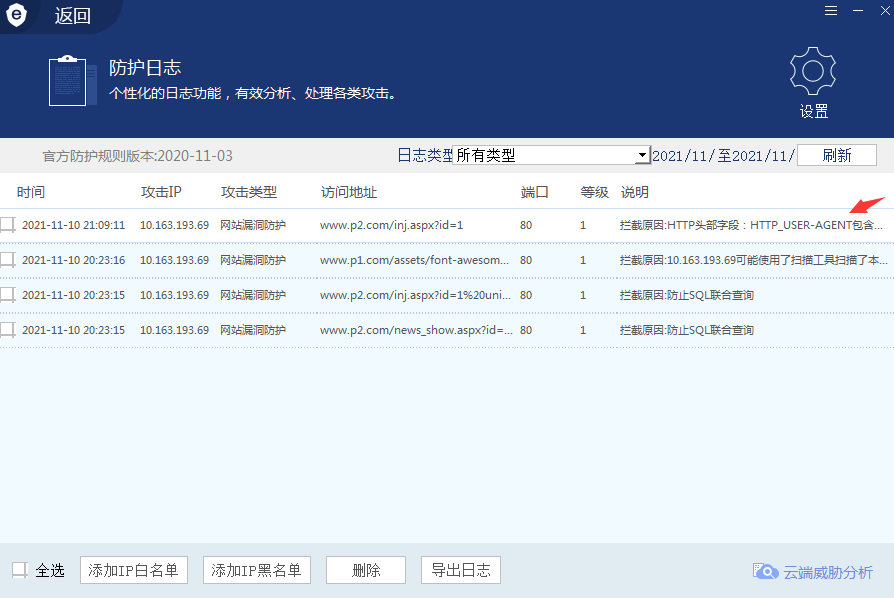 返回
防护日志
个性化的日志功能，有效分析、处理各类攻击。
设置
官方防护规则版本:2020-11-03 日志类型 所有类型 2021/11/ 至2021/11/ 刷新
时间 攻击IP 攻击类型 访问地址 端口 等级 说明
2021-11-10 21:09:11 10.163.193.69 网站漏洞防护 www.p2.com/inj.aspx?id=1 80 1 拦截原因:HTTP头部字段：HTTP_USER-AGENT包含...
2021-11-10 20:23:16 10.163.193.69 网站漏洞防护 www.p1.com/assets/font-awesom... 80 1 拦截原因:10.163.193.69可能使用了扫描工具扫描了本...
2021-11-10 20:23:15 10.163.193.69 网站漏洞防护 www.p2.com/inj.aspx?id=1%20uni... 80 1 拦截原因:防止SQL联合查询
2021-11-10 20:23:15 10.163.193.69 网站漏洞防护 www.p2.com/news_show.aspx?id=... 80 1 拦截原因:防止SQL联合查询
全选 添加IP白名单 添加IP黑名单 删除 导出日志 云端威胁分析